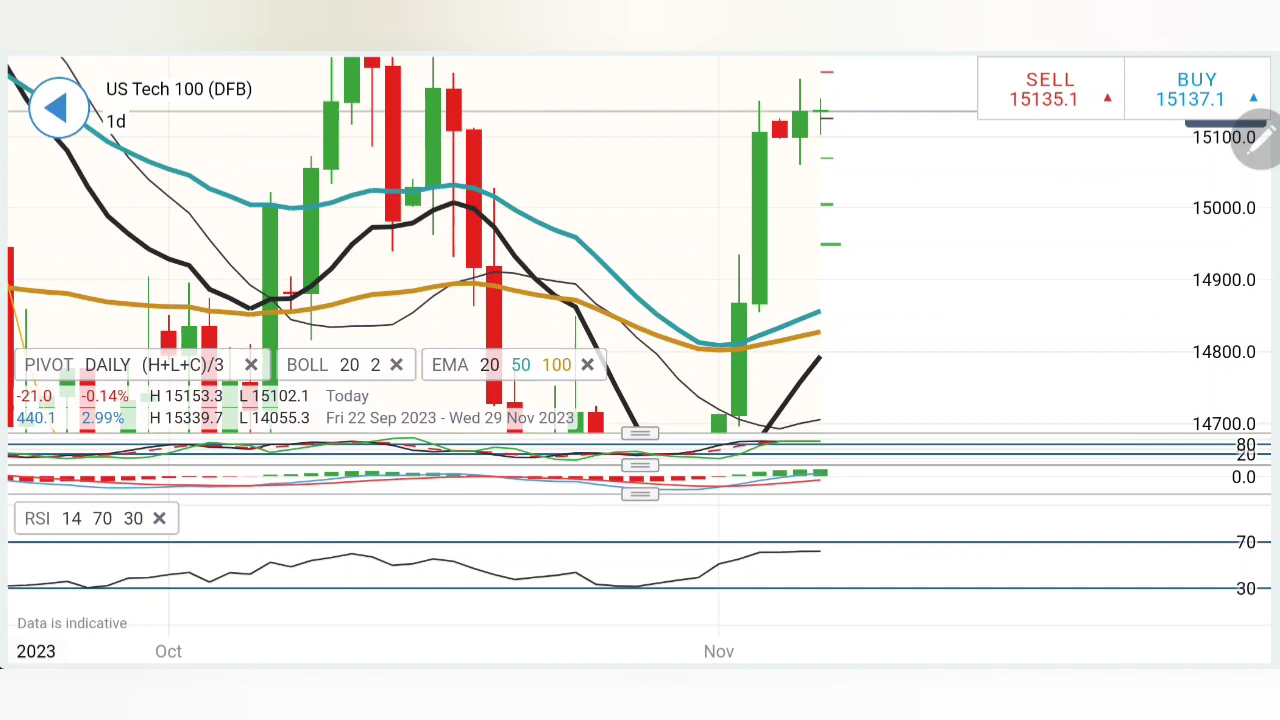 US Tech 100 (DFB)
1d
SELL
15135.1
BUY
15137.1
15100.0
15000.0
14900.0
14800.0
14700.0
PIVOT DAILY (H+L+C)/3
BOLL 20 2
EMA 20 50 100
-21.0 -0.14% H 15153.3 L 15102.1 Today
440.1 2.99% H 15339.7 L 14055.3 Fri 22 Sep 2023 - Wed 29 Nov 2023
80
20
0.0
RSI 14 70 30
70
30
Data is indicative
2023 Oct Nov